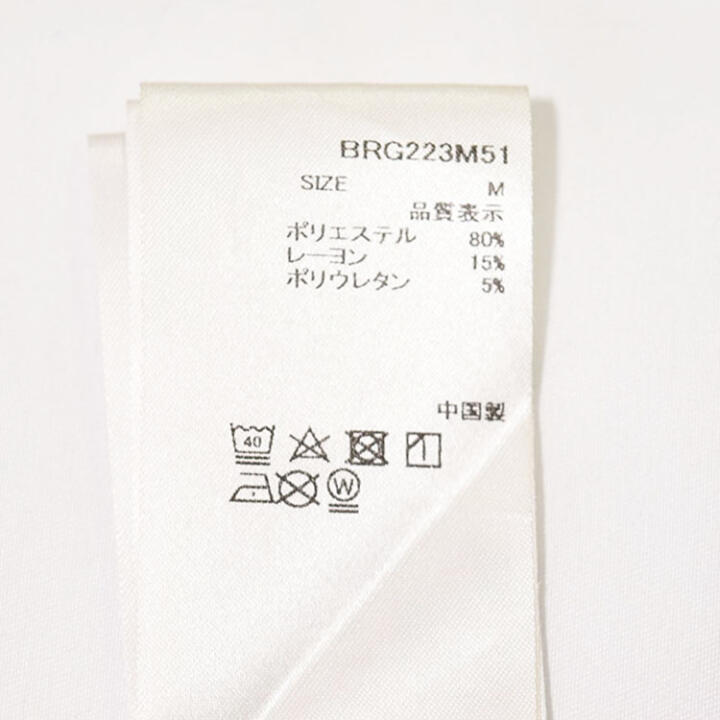 BRG223M51
SIZE M
品質表示
ポリエステル 80%
レーヨン 15%
ポリウレタン 5%
中国製
40
W